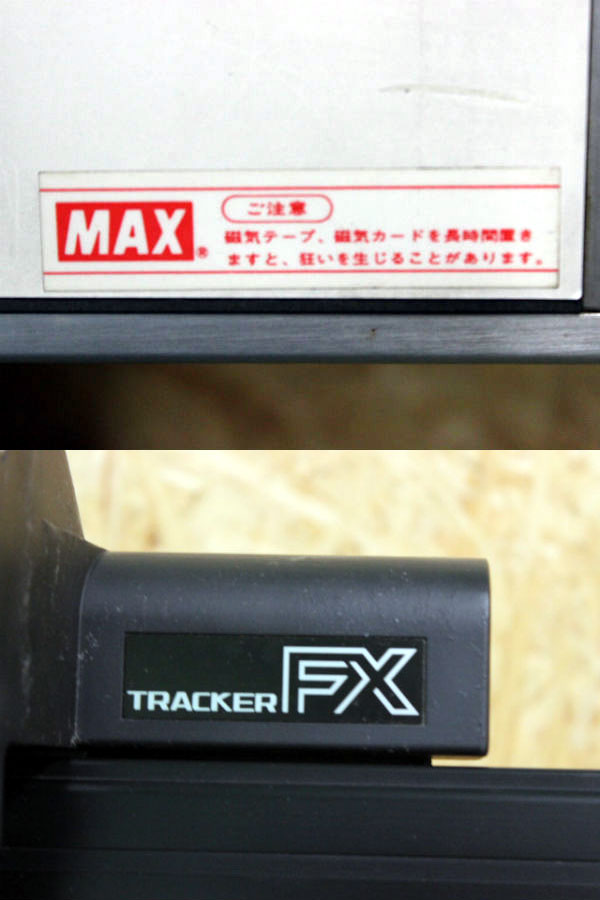 MAX®
ご注意
磁気テープ、磁気カードを長時間置き
ますと、狂いを生じることがあります。
TRACKER FX